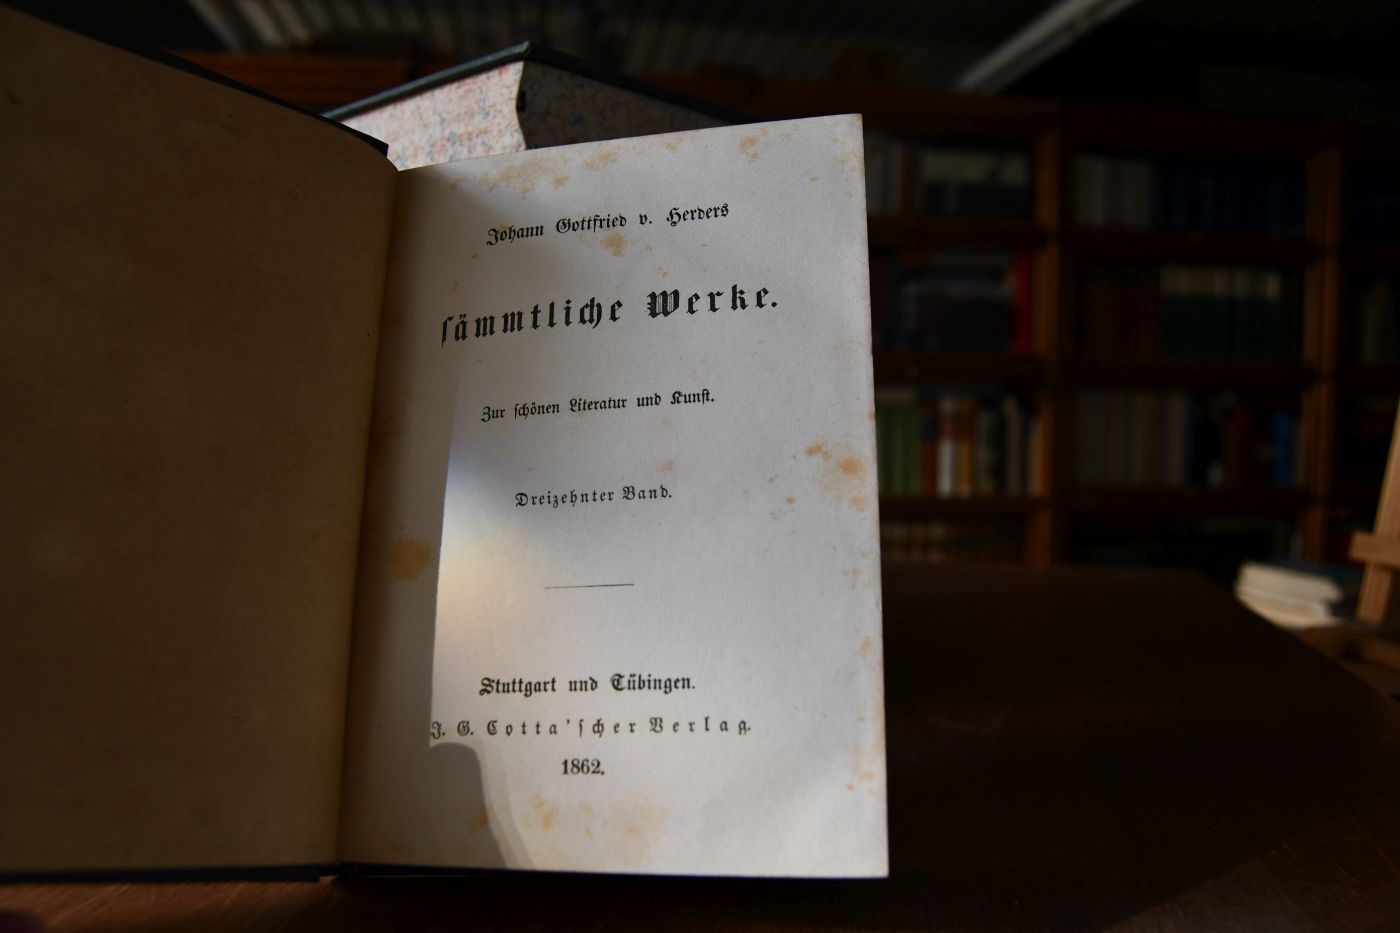 Johann Gottfried v. Herders
ſämmtliche Werke.
Zur ſchönen Literatur und Kunſt.
Dreizehnter Band.
Stuttgart und Tübingen.
J. G. Cotta'ſcher Verlag.
1862.